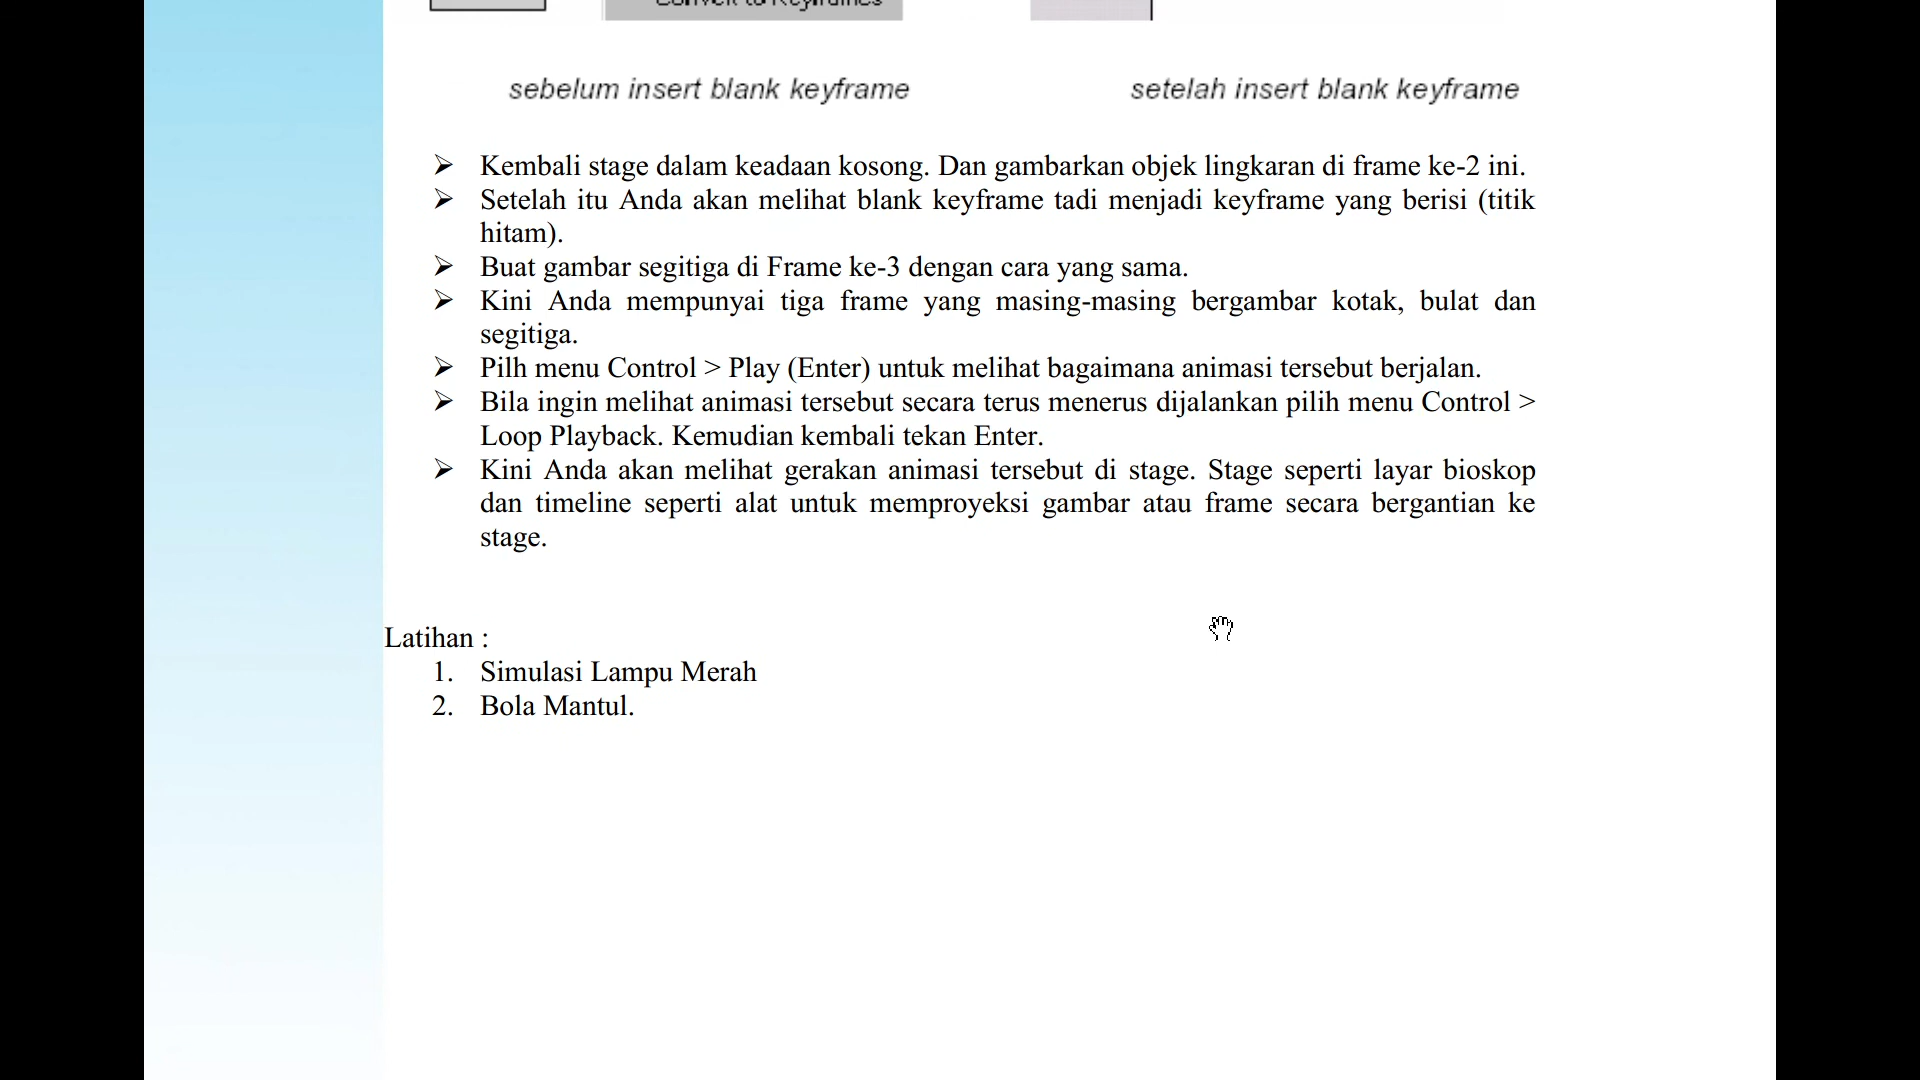 Convert to Keyframes
sebelum insert blank keyframe
setelah insert blank keyframe
➢ Kembali stage dalam keadaan kosong. Dan gambarkan objek lingkaran di frame ke-2 ini.
➢ Setelah itu Anda akan melihat blank keyframe tadi menjadi keyframe yang berisi (titik
hitam).
➢ Buat gambar segitiga di Frame ke-3 dengan cara yang sama.
➢ Kini Anda mempunyai tiga frame yang masing-masing bergambar kotak, bulat dan
segitiga.
➢ Pilh menu Control > Play (Enter) untuk melihat bagaimana animasi tersebut berjalan.
➢ Bila ingin melihat animasi tersebut secara terus menerus dijalankan pilih menu Control >
Loop Playback. Kemudian kembali tekan Enter.
➢ Kini Anda akan melihat gerakan animasi tersebut di stage. Stage seperti layar bioskop
dan timeline seperti alat untuk memproyeksi gambar atau frame secara bergantian ke
stage.
Latihan :
1. Simulasi Lampu Merah
2. Bola Mantul.